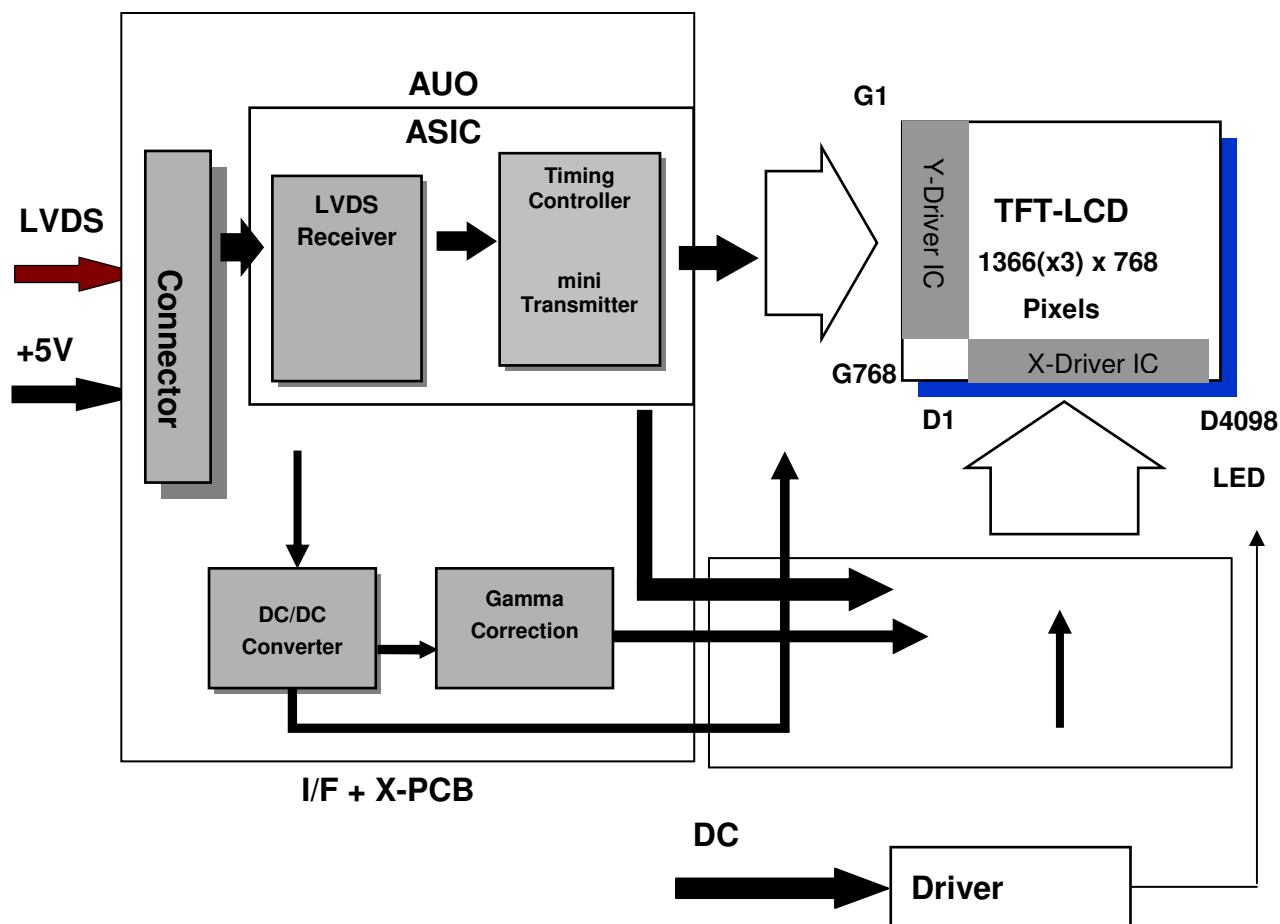 AUO
ASIC
G1
LVDS
+5V
Connector
LVDS
Receiver
Timing
Controller
mini
Transmitter
Y-Driver IC
TFT-LCD
1366(x3) x 768
Pixels
X-Driver IC
G768
D1
D4098
LED
DC/DC
Converter
Gamma
Correction
I/F + X-PCB
DC
Driver